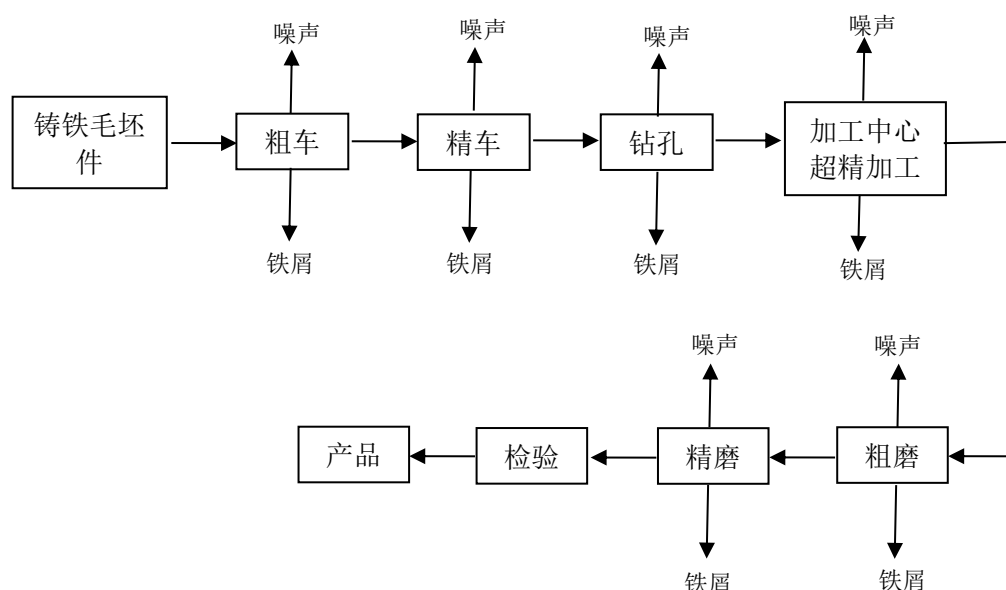 噪声
噪声
噪声
噪声
铸铁毛坯
件
粗车
精车
钻孔
加工中心
超精加工
铁屑
铁屑
铁屑
铁屑
噪声
噪声
产品
检验
精磨
粗磨
铁屑
铁屑